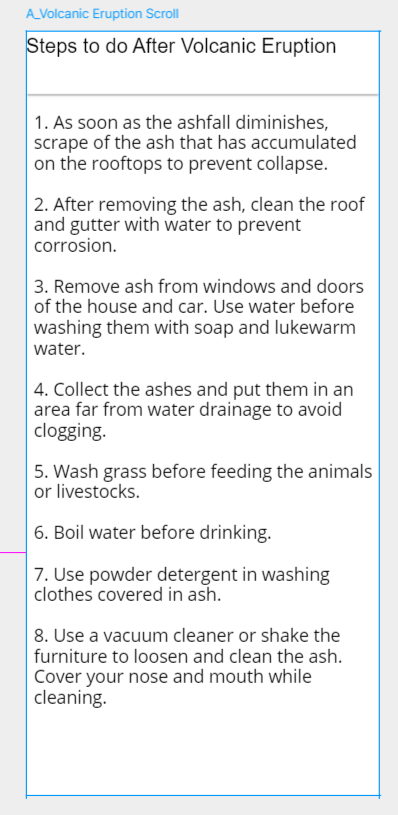 A_Volcanic Eruption Scroll
Steps to do After Volcanic Eruption
1. As soon as the ashfall diminishes,
scrape of the ash that has accumulated
on the rooftops to prevent collapse.
2. After removing the ash, clean the roof
and gutter with water to prevent
corrosion.
3. Remove ash from windows and doors
of the house and car. Use water before
washing them with soap and lukewarm
water.
4. Collect the ashes and put them in an
area far from water drainage to avoid
clogging.
5. Wash grass before feeding the animals
or livestocks.
6. Boil water before drinking.
7. Use powder detergent in washing
clothes covered in ash.
8. Use a vacuum cleaner or shake the
furniture to loosen and clean the ash.
Cover your nose and mouth while
cleaning.